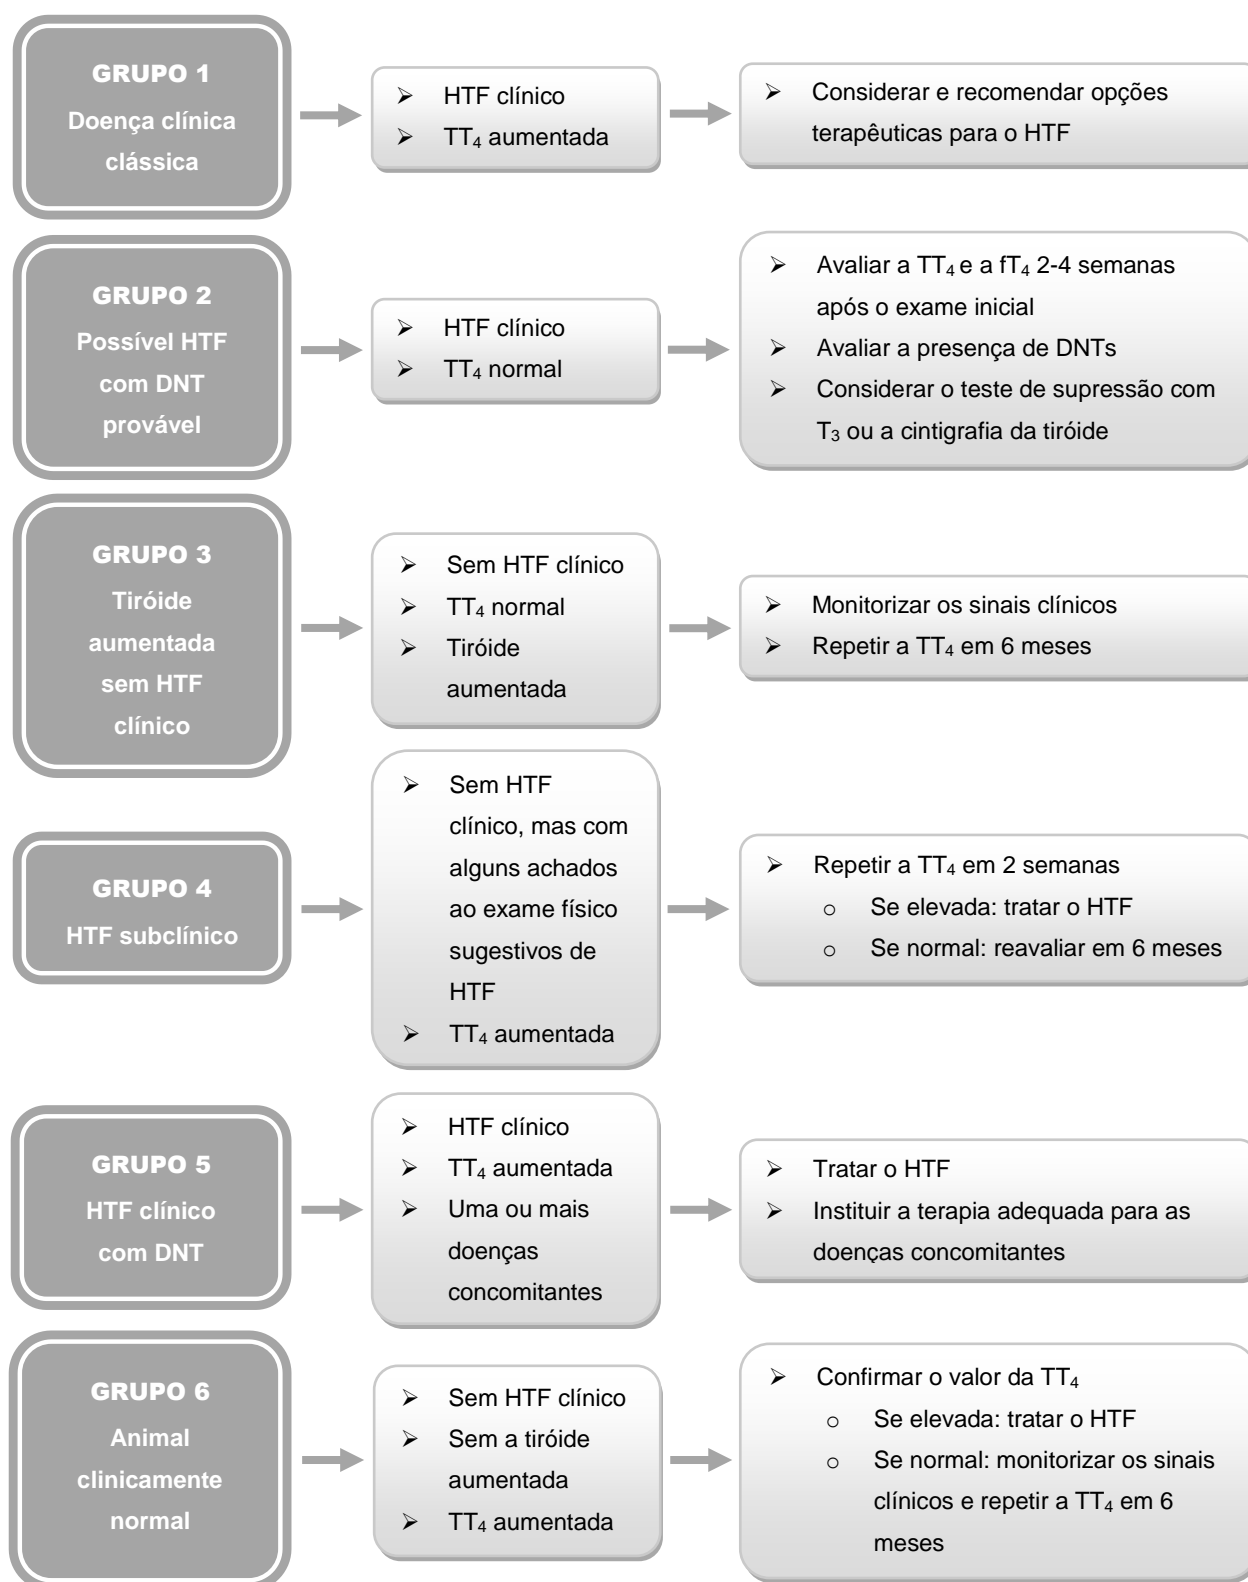 GRUPO 1
Doença clínica
clássica
➢ HTF clínico
➢ TT₄ aumentada
➢ Considerar e recomendar opções
terapêuticas para o HTF
GRUPO 2
Possível HTF
com DNT
provável
➢ HTF clínico
➢ TT₄ normal
➢ Avaliar a TT₄ e a fT₄ 2-4 semanas
após o exame inicial
➢ Avaliar a presença de DNTs
➢ Considerar o teste de supressão com
T₃ ou a cintigrafia da tiróide
GRUPO 3
Tiróide
aumentada
sem HTF
clínico
➢ Sem HTF clínico
➢ TT₄ normal
➢ Tiróide
aumentada
➢ Monitorizar os sinais clínicos
➢ Repetir a TT₄ em 6 meses
GRUPO 4
HTF subclínico
➢ Sem HTF
clínico, mas com
alguns achados
ao exame físico
sugestivos de
HTF
➢ TT₄ aumentada
➢ Repetir a TT₄ em 2 semanas
o Se elevada: tratar o HTF
o Se normal: reavaliar em 6 meses
GRUPO 5
HTF clínico
com DNT
➢ HTF clínico
➢ TT₄ aumentada
➢ Uma ou mais
doenças
concomitantes
➢ Tratar o HTF
➢ Instituir a terapia adequada para as
doenças concomitantes
GRUPO 6
Animal
clinicamente
normal
➢ Sem HTF clínico
➢ Sem a tiróide
aumentada
➢ TT₄ aumentada
➢ Confirmar o valor da TT₄
o Se elevada: tratar o HTF
o Se normal: monitorizar os sinais
clínicos e repetir a TT₄ em 6
meses